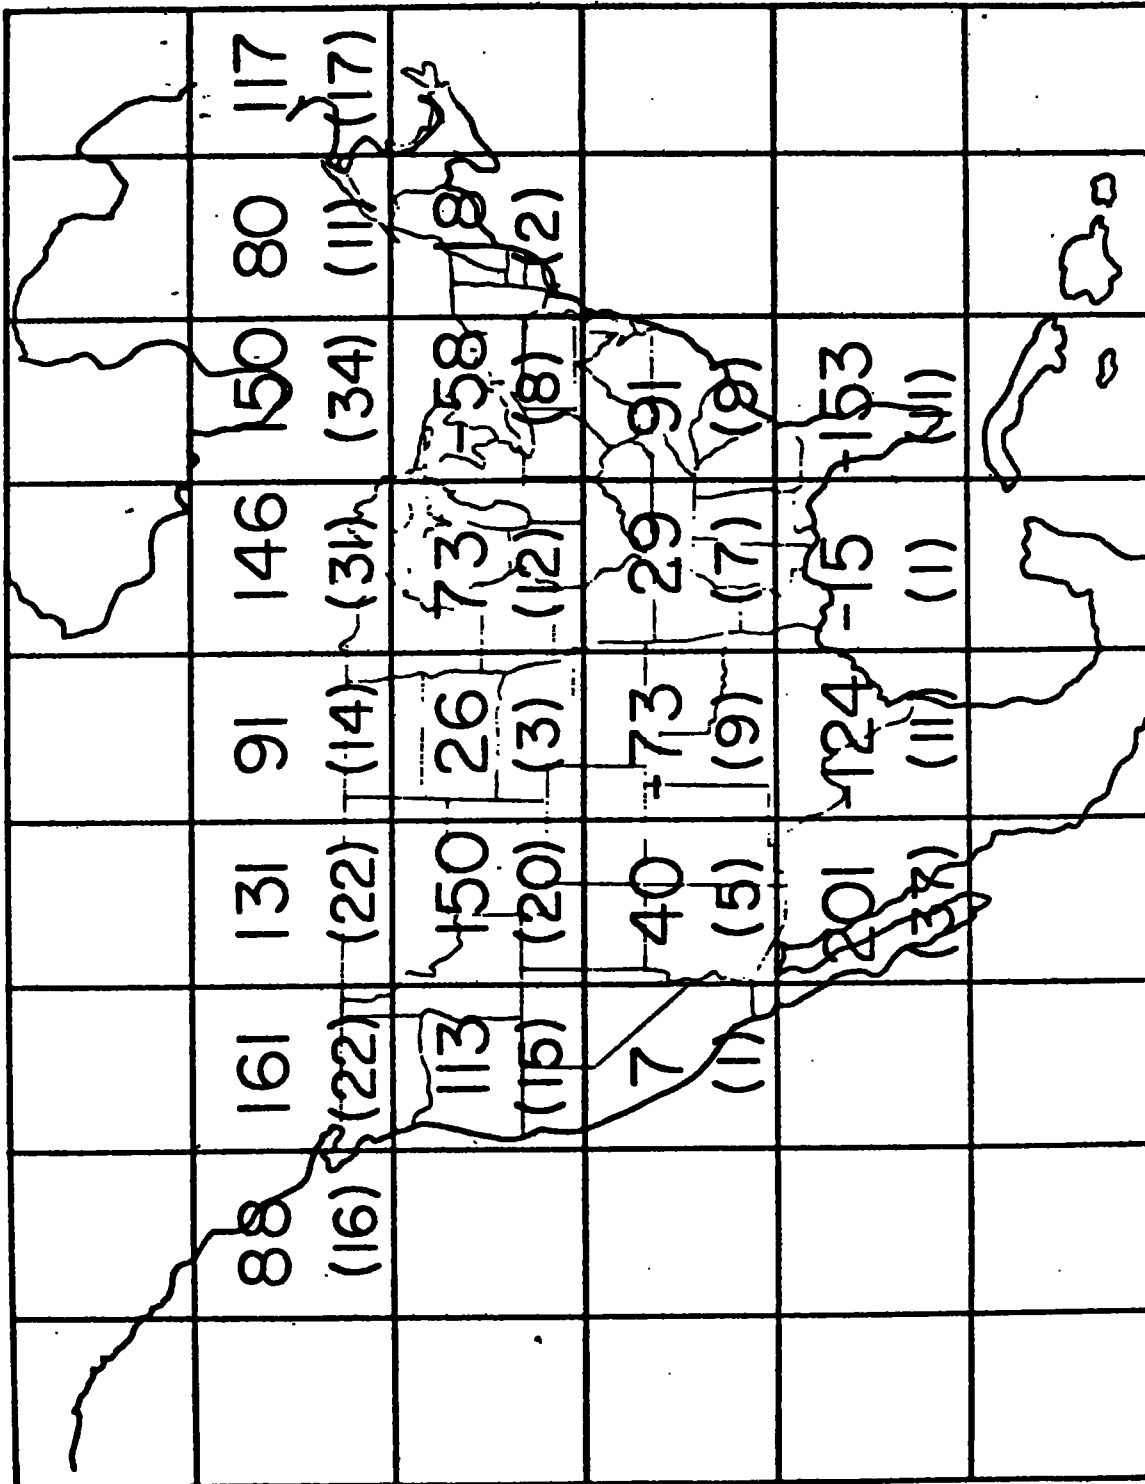 88 161 131 91 146 150 80 117
(16) (22) (22) (14) (31) (34) (11) (17)
113 150 26 73 -58 8
(15) (20) (3) (12) (8) (2)
7 40 -73 29 91
(1) (5) (9) (7) (9)
201 -124 -15 -153
(37) (11) (1) (11)